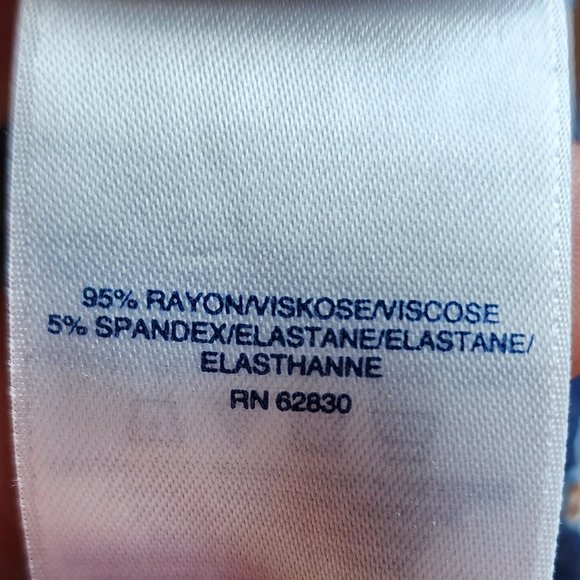 95% RAYON/VISKOSE/VISCOSE
5% SPANDEX/ELASTANE/ELASTANE/
ELASTHANNE
RN 62830